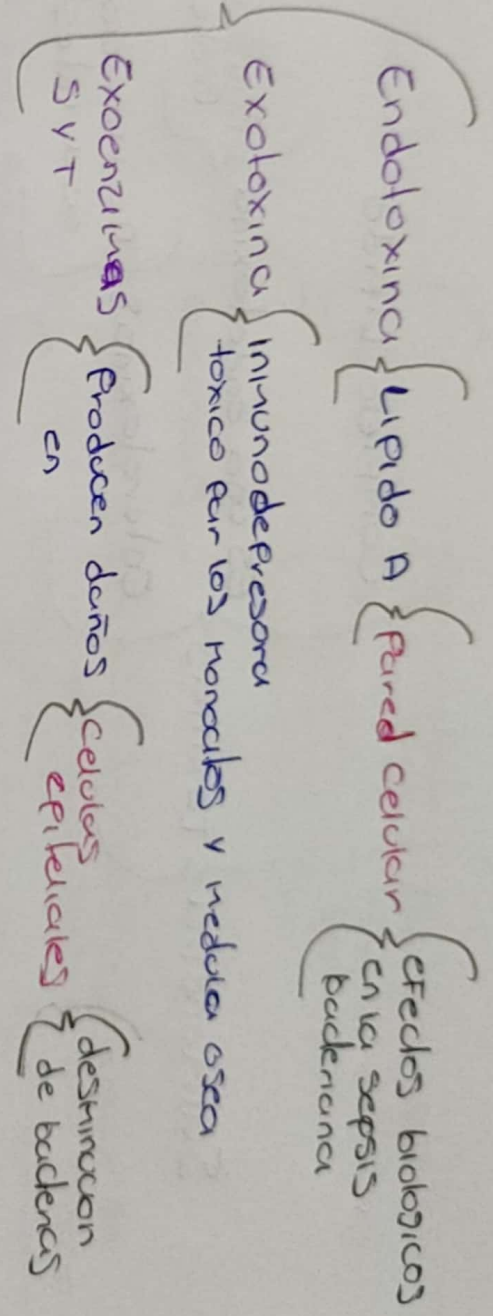 Endotoxina { Lipido A { Pared celular { efectos biologicos
en la sepsis
bacteriana
Exotoxina { inmunodepresora
toxico par los monocitos y medula osea
Exoenzimas { Producen daños { celulas { desminucon
S y T en epiteliales de bacterias